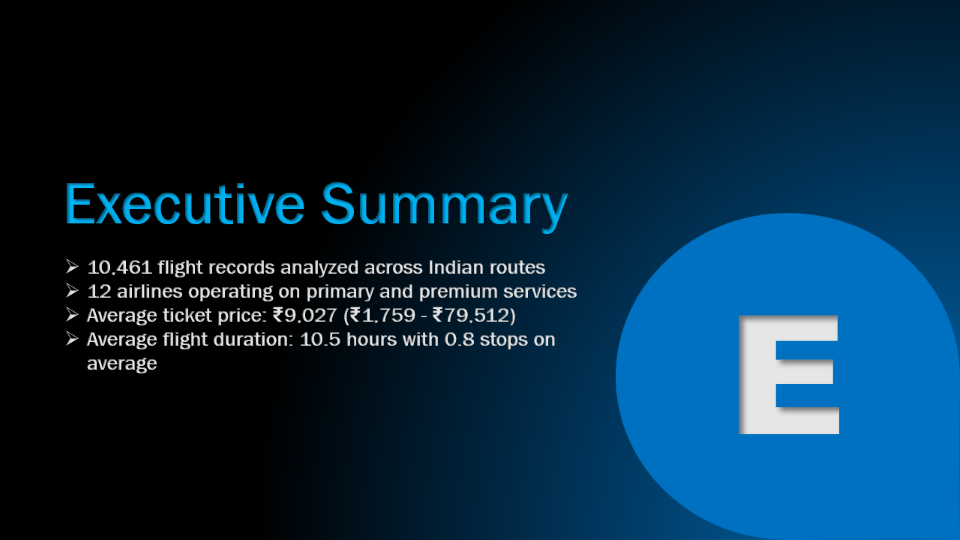 Executive Summary
➢ 10,461 flight records analyzed across Indian routes
➢ 12 airlines operating on primary and premium services
➢ Average ticket price: ₹9,027 (₹1,759 - ₹79,512)
➢ Average flight duration: 10.5 hours with 0.8 stops on
average
E